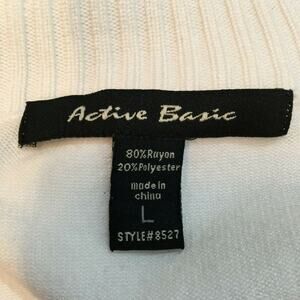 Active Basic
80%Rayon
20%Polyester
made in
china
L
STYLE#8527